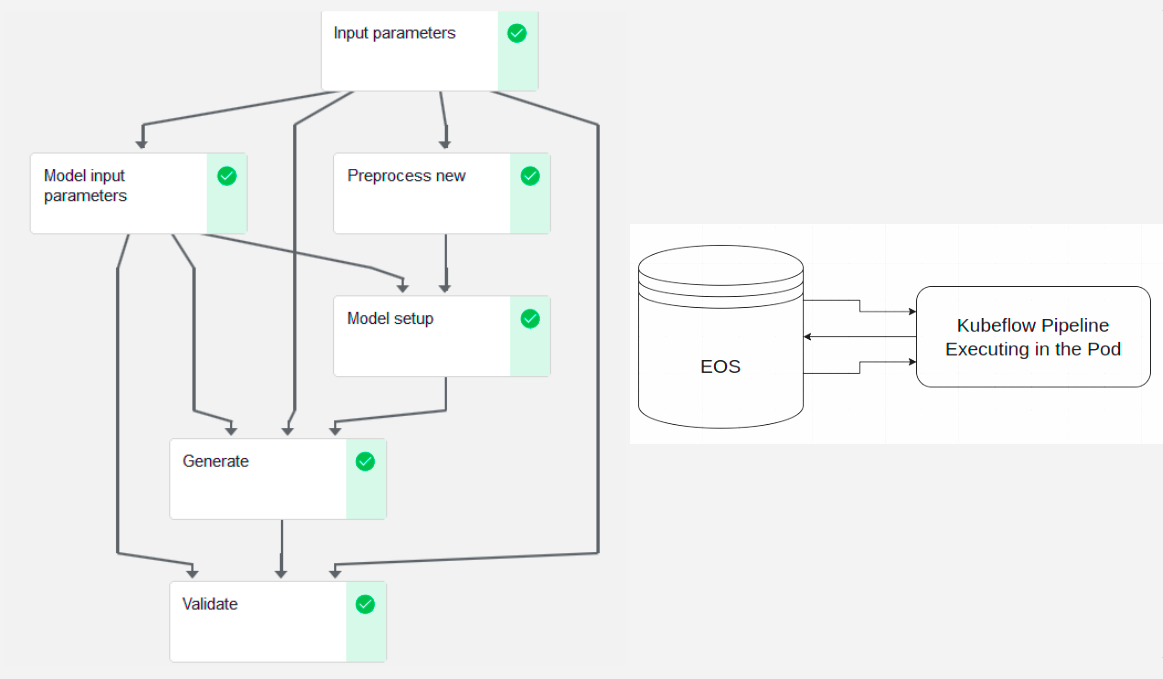 Input parameters
Model input
parameters
Preprocess new
Model setup
Generate
Validate
EOS
Kubeflow Pipeline
Executing in the Pod